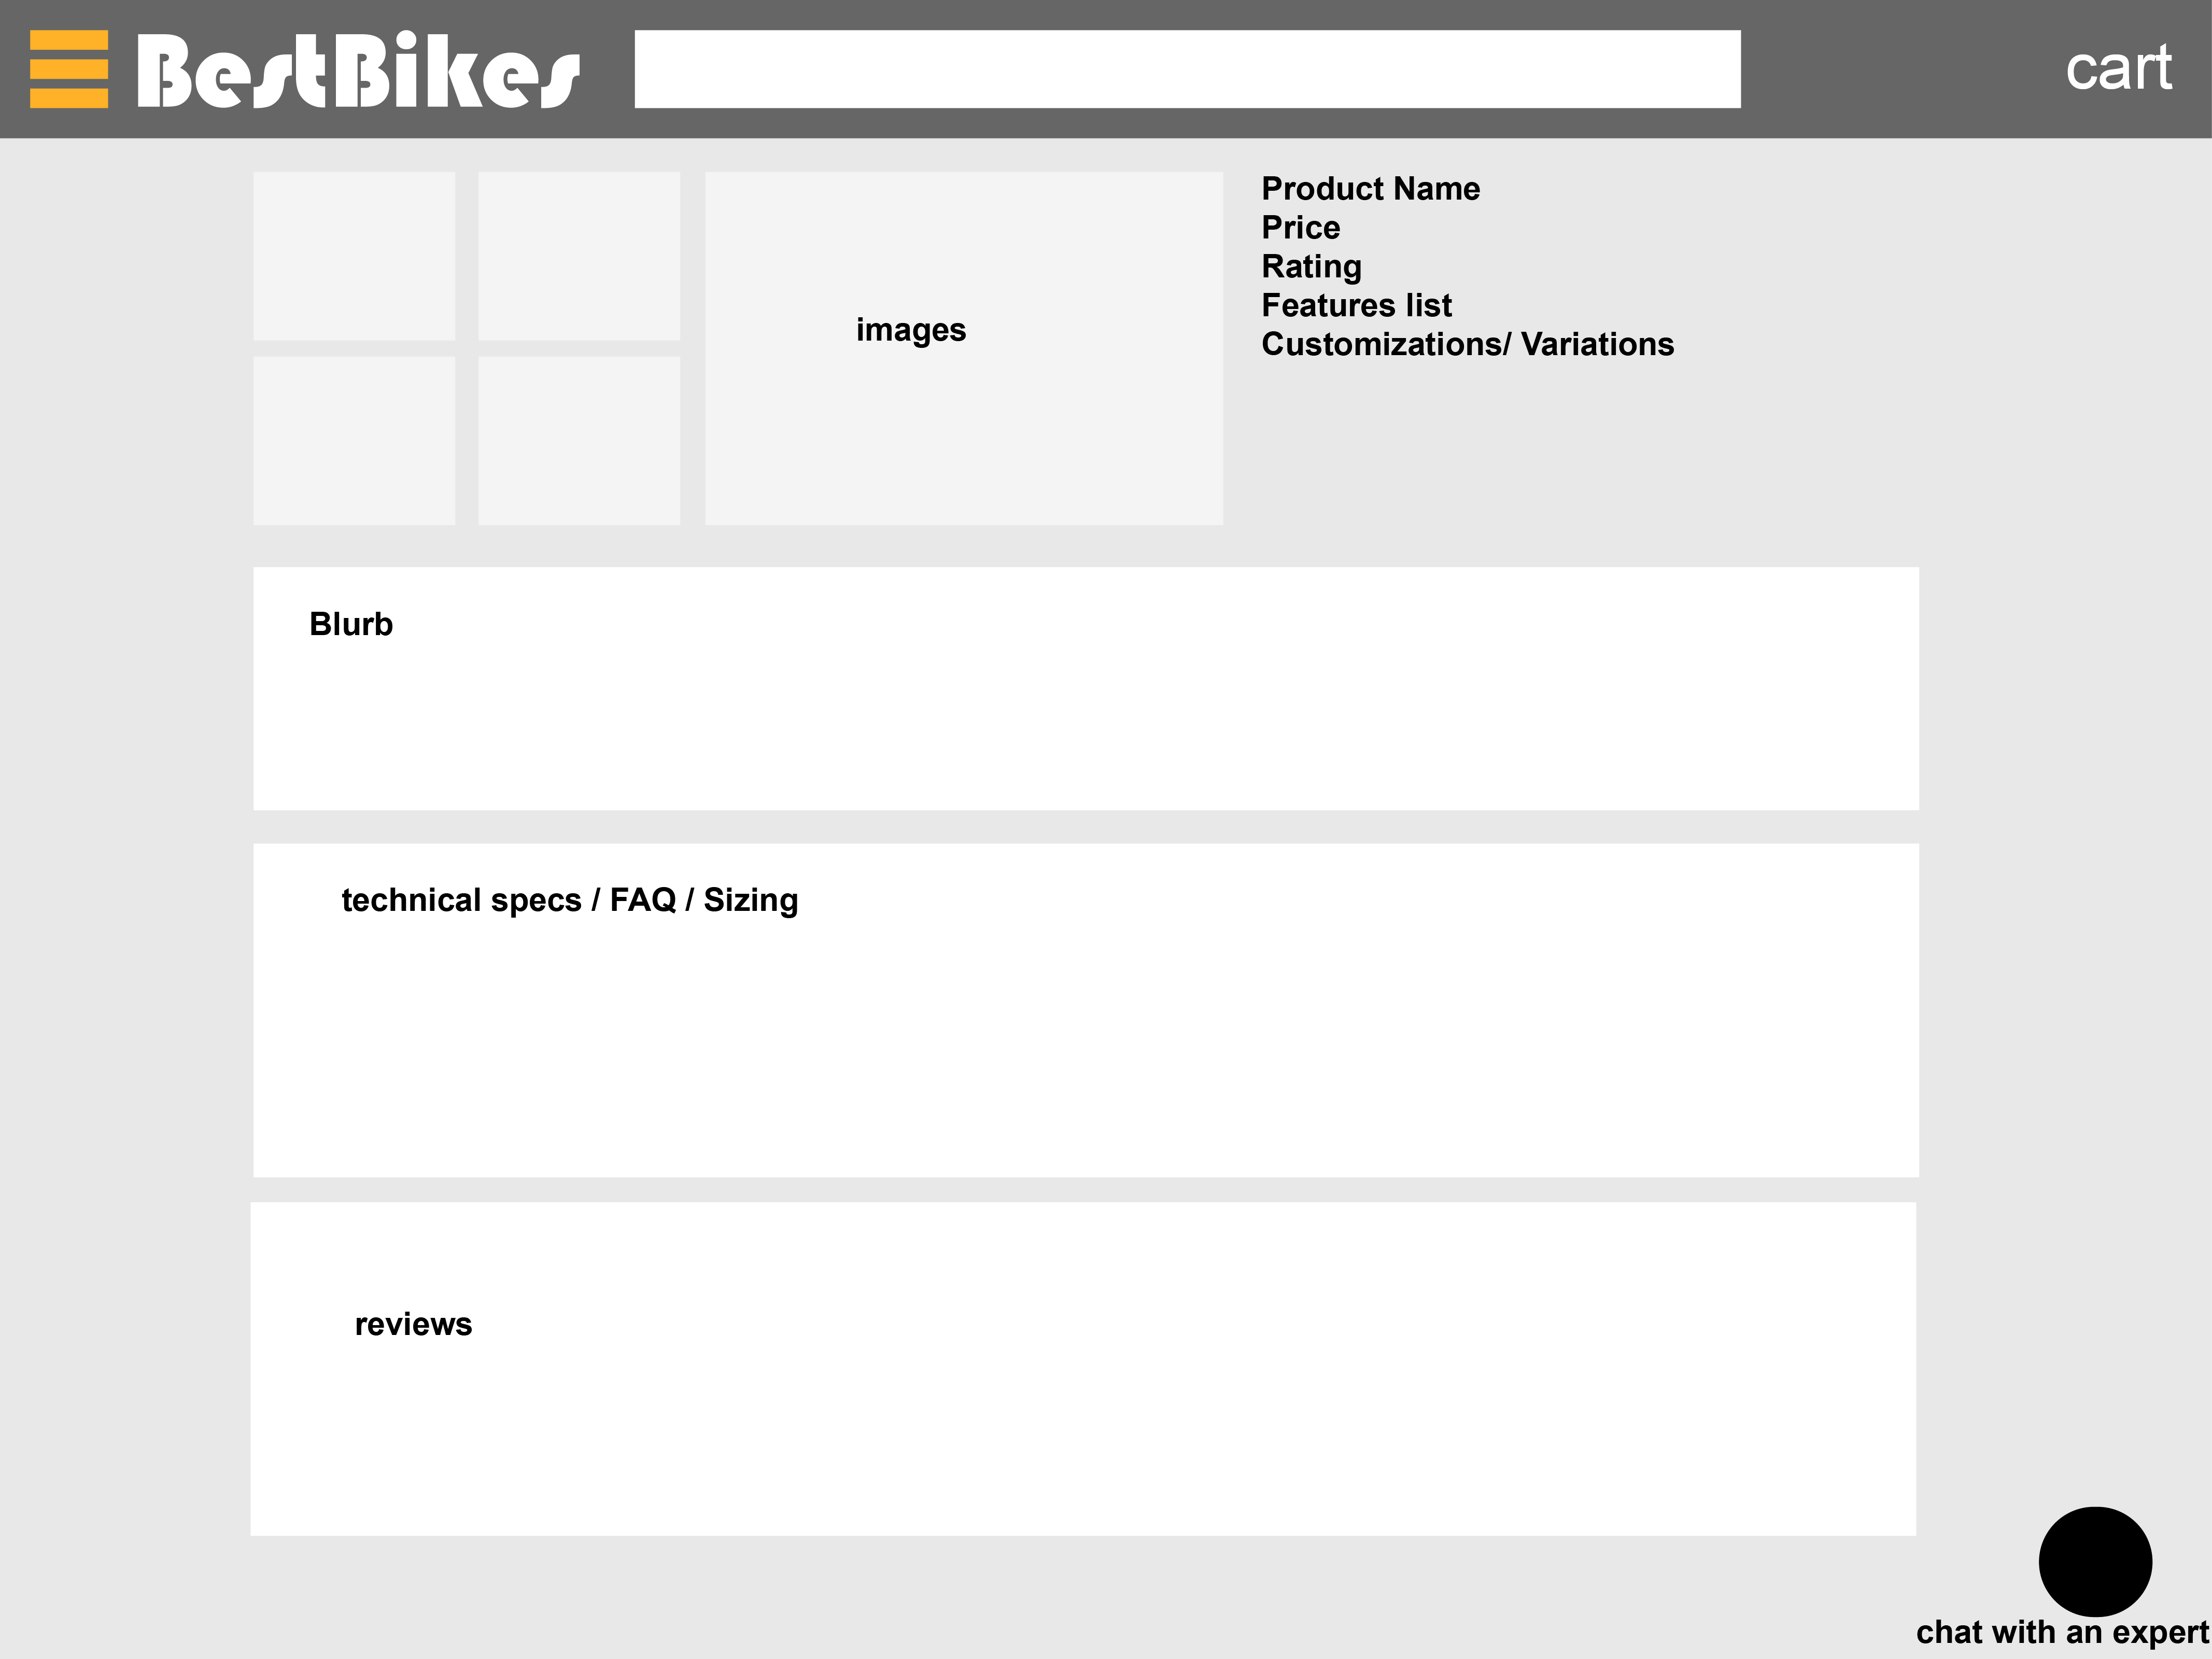 BestBikes
cart
Product Name
Price
Rating
Features list
Customizations/ Variations
images
Blurb
technical specs / FAQ / Sizing
reviews
chat with an expert